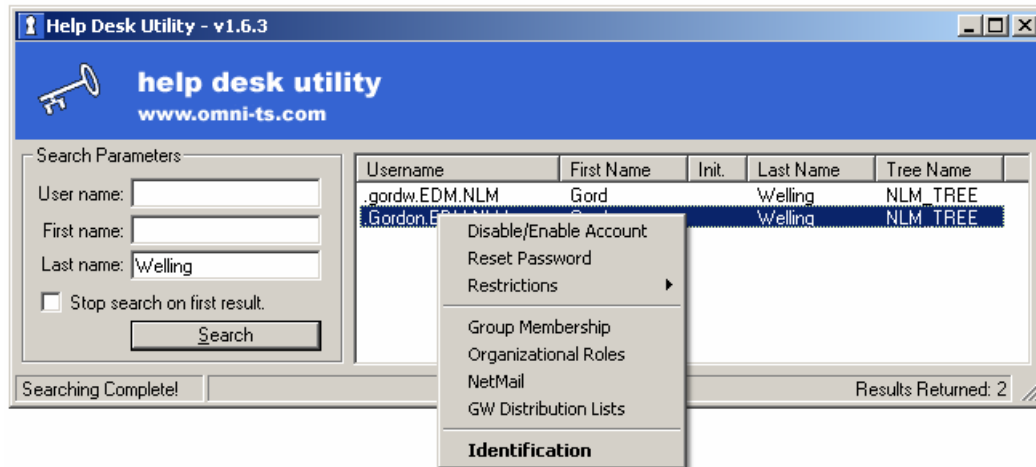 Help Desk Utility - v1.6.3
help desk utility
www.omni-ts.com
Search Parameters
User name:
First name:
Last name: Welling
Stop search on first result.
Search
Username First Name Init. Last Name Tree Name
.gordw.EDM.NLM Gord Welling NLM_TREE
.Gordon.EDM.NLM Welling NLM_TREE
Disable/Enable Account
Reset Password
Restrictions
Group Membership
Organizational Roles
NetMail
GW Distribution Lists
Identification
Searching Complete!
Results Returned: 2